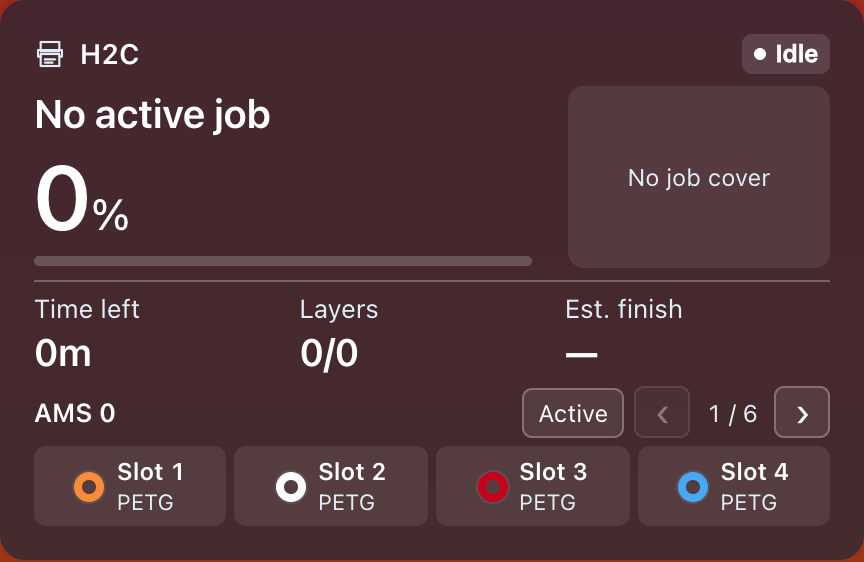 H2C
Idle
No active job
No job cover
0%
Time left
Layers
Est. finish
0m
0/0
—
AMS 0
Active
‹
1 / 6
›
Slot 1
PETG
Slot 2
PETG
Slot 3
PETG
Slot 4
PETG